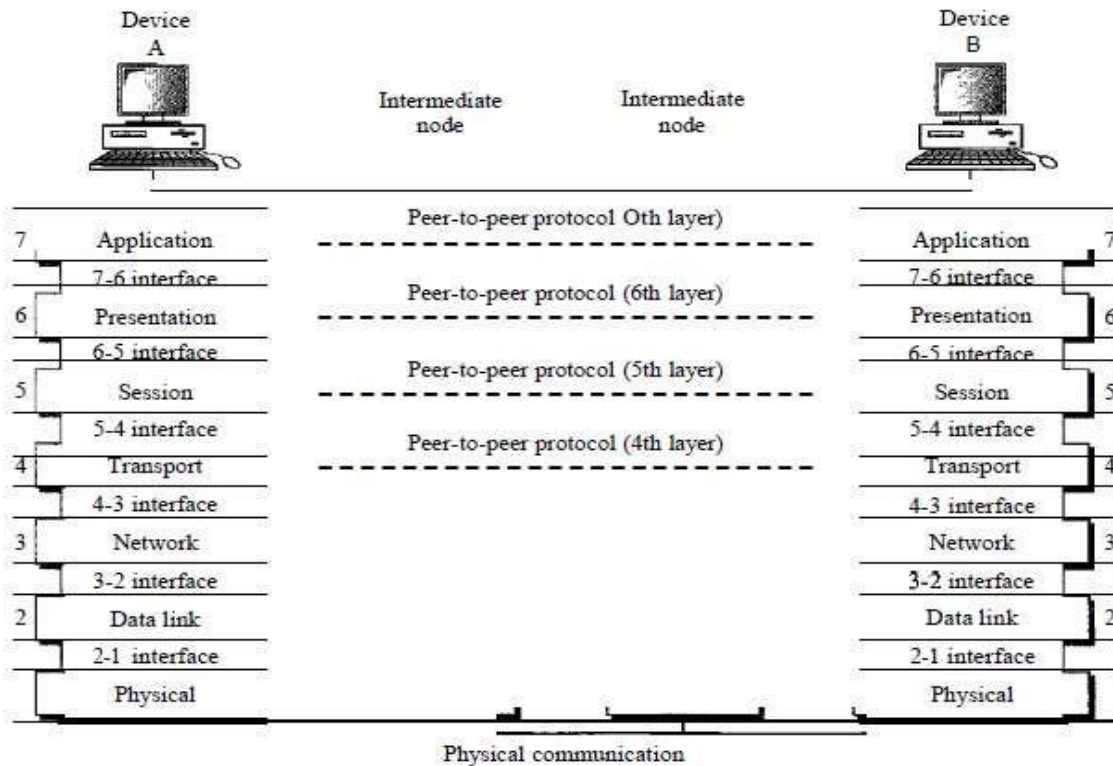 Device
A
Device
B
Intermediate
node
Intermediate
node
Peer-to-peer protocol Oth layer)
7 Application
Application 7
7-6 interface
7-6 interface
Peer-to-peer protocol (6th layer)
6 Presentation
Presentation 6
6-5 interface
6-5 interface
Peer-to-peer protocol (5th layer)
5 Session
Session 5
5-4 interface
5-4 interface
Peer-to-peer protocol (4th layer)
4 Transport
Transport 4
4-3 interface
4-3 interface
3 Network
Network 3
3-2 interface
3-2 interface
2 Data link
Data link 2
2-1 interface
2-1 interface
Physical
Physical
Physical communication